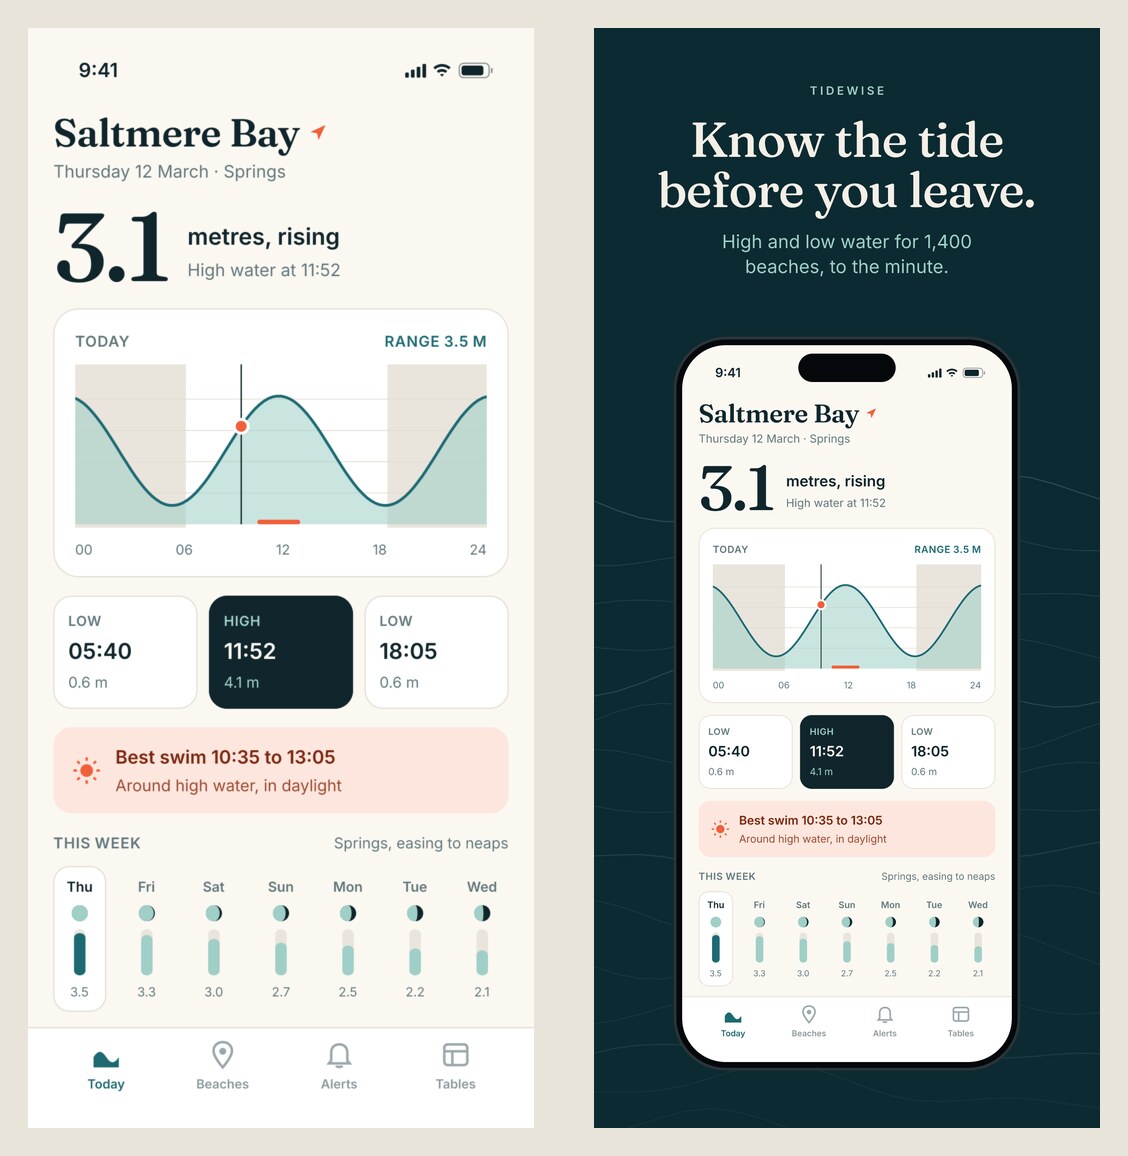 9:41
Saltmere Bay
Thursday 12 March · Springs
3.1
metres, rising
High water at 11:52
TODAY
RANGE 3.5 M
00 06 12 18 24
LOW
05:40
0.6 m
HIGH
11:52
4.1 m
LOW
18:05
0.6 m
Best swim 10:35 to 13:05
Around high water, in daylight
THIS WEEK
Springs, easing to neaps
Thu Fri Sat Sun Mon Tue Wed
3.5 3.3 3.0 2.7 2.5 2.2 2.1
Today Beaches Alerts Tables
TIDEWISE
Know the tide
before you leave.
High and low water for 1,400
beaches, to the minute.
9:41
Saltmere Bay
Thursday 12 March · Springs
3.1
metres, rising
High water at 11:52
TODAY
RANGE 3.5 M
00 06 12 18 24
LOW
05:40
0.6 m
HIGH
11:52
4.1 m
LOW
18:05
0.6 m
Best swim 10:35 to 13:05
Around high water, in daylight
THIS WEEK
Springs, easing to neaps
Thu Fri Sat Sun Mon Tue Wed
3.5 3.3 3.0 2.7 2.5 2.2 2.1
Today Beaches Alerts Tables